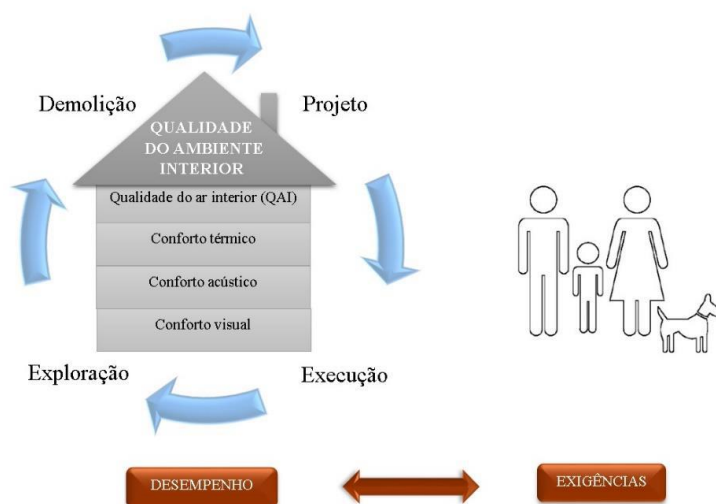 Demolição
Projeto
QUALIDADE
DO AMBIENTE
INTERIOR
Qualidade do ar interior (QAI)
Conforto térmico
Conforto acústico
Conforto visual
Exploração
Execução
DESEMPENHO
EXIGÊNCIAS